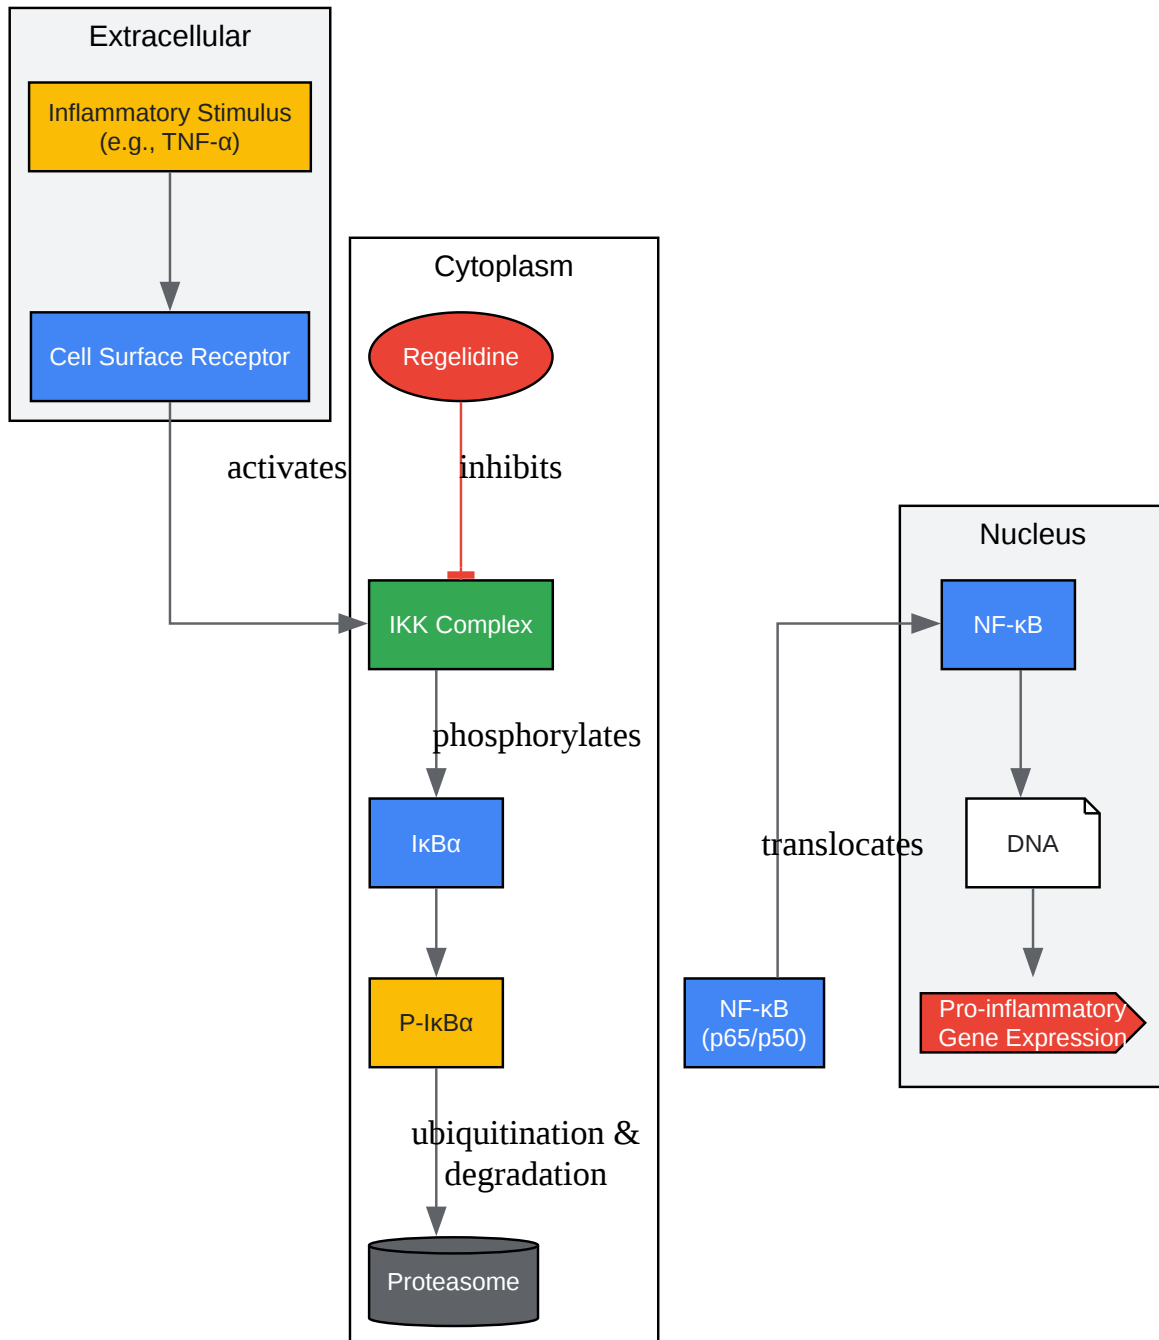 Extracellular
Inflammatory Stimulus
(e.g., TNF-α)
Cell Surface Receptor
activates
Cytoplasm
Regelidine
inhibits
IKK Complex
phosphorylates
IκBα
P-IκBα
ubiquitination &
degradation
Proteasome
NF-κB
(p65/p50)
translocates
Nucleus
NF-κB
DNA
Pro-inflammatory
Gene Expression